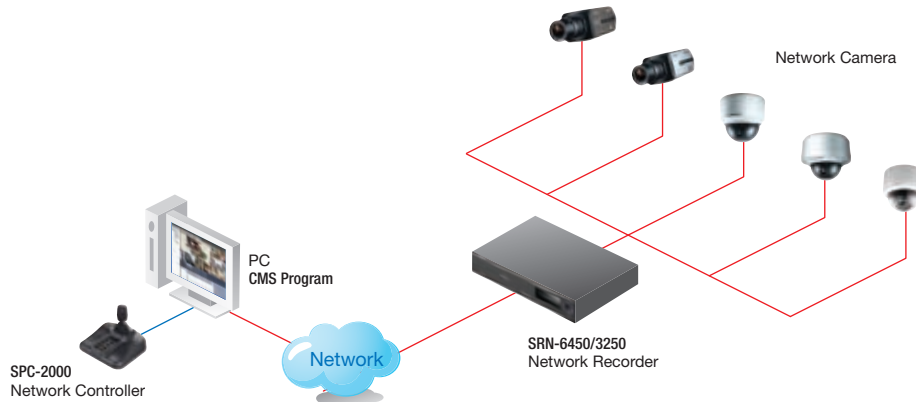 Network Camera
PC
CMS Program
SRN-6450/3250
Network Recorder
Network
SPC-2000
Network Controller